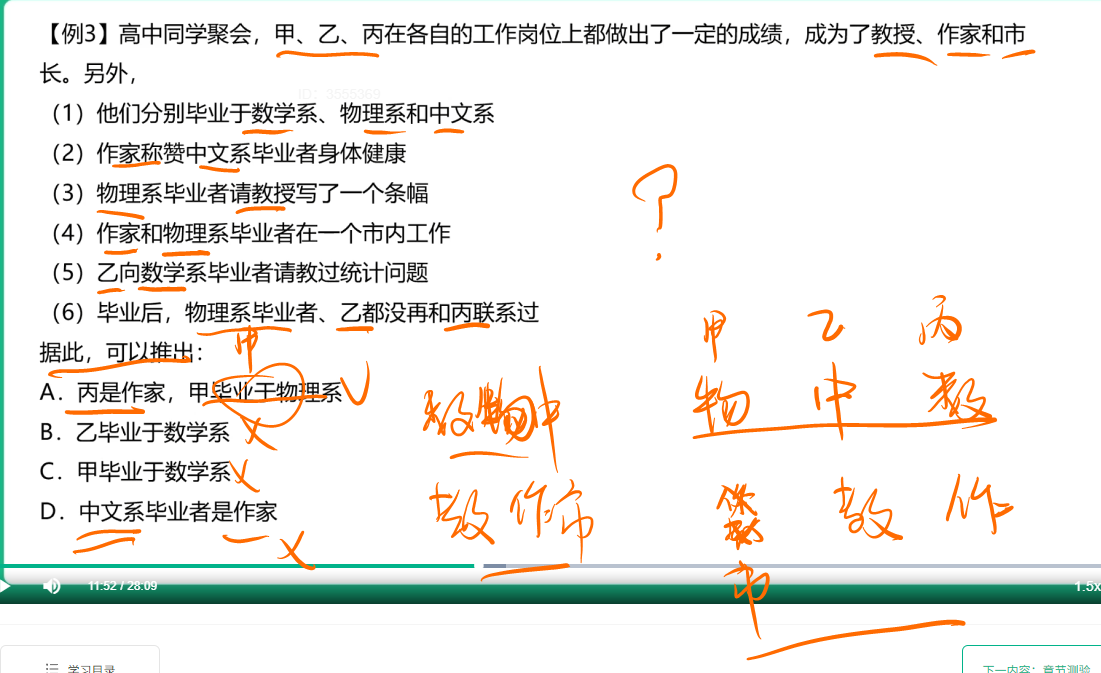 【例3】高中同学聚会，甲、乙、丙在各自的工作岗位上都做出了一定的成绩，成为了教授、作家和市
长。另外，
ID：3555369
（1）他们分别毕业于数学系、物理系和中文系
（2）作家称赞中文系毕业者身体健康
（3）物理系毕业者请教授写了一个条幅
（4）作家和物理系毕业者在一个市内工作
（5）乙向数学系毕业者请教过统计问题
（6）毕业后，物理系毕业者、乙都没再和丙联系过
甲
据此，可以推出：
A．丙是作家，甲毕业于物理系
B．乙毕业于数学系
C．甲毕业于数学系
D．中文系毕业者是作家
？
甲 乙 丙
数物中 物 中 数
教 作 市 教 作
市
11:52 / 28:09
1.5x
学习目录
下一内容：章节测验